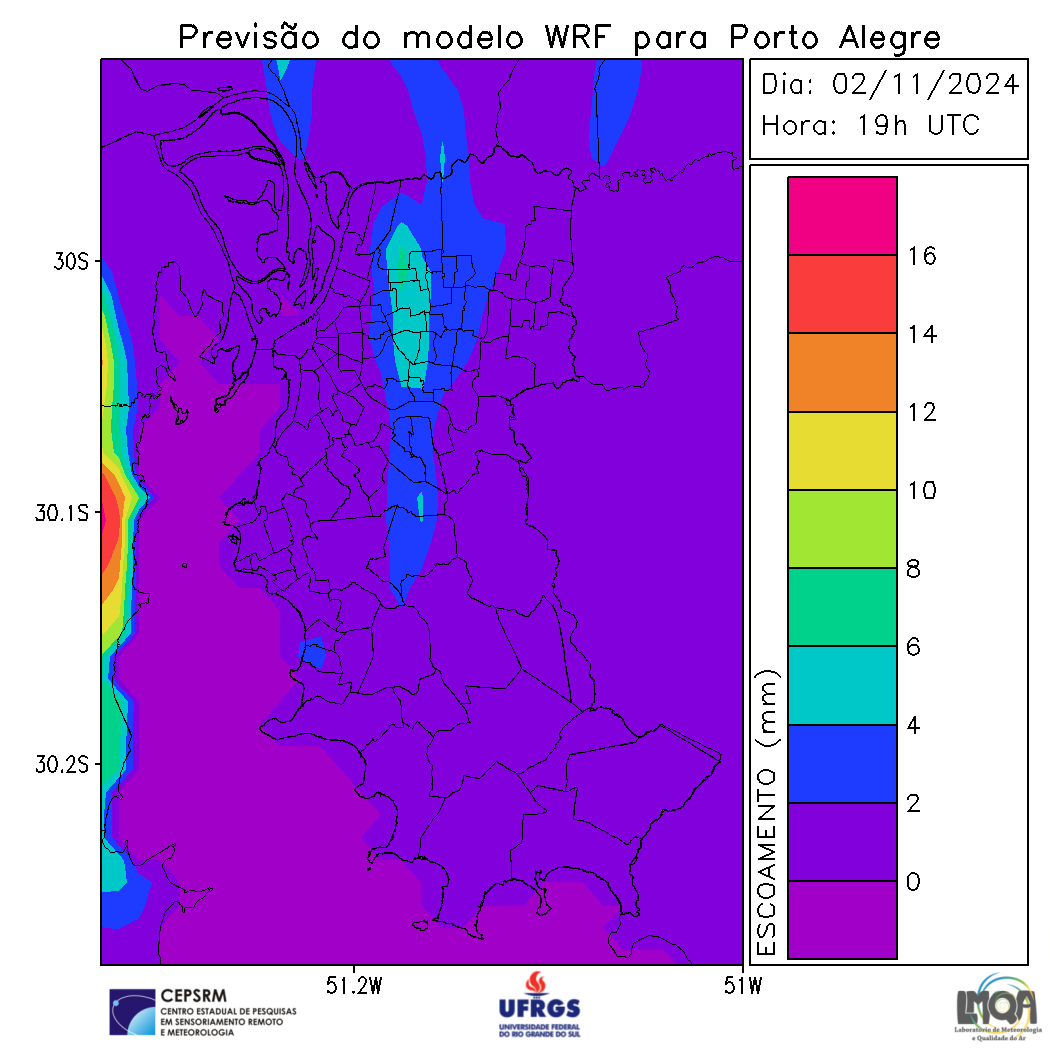 Previsão do modelo WRF para Porto Alegre
Dia: 02/11/2024
Hora: 19h UTC
30S
30.1S
30.2S
51.2W
51W
ESCOAMENTO (mm)
16
14
12
10
8
6
4
2
0
CEPSRM
CENTRO ESTADUAL DE PESQUISAS
EM SENSORIAMENTO REMOTO
E METEOROLOGIA
UFRGS
UNIVERSIDADE FEDERAL
DO RIO GRANDE DO SUL
LMQA
Laboratório de Meteorologia
e Qualidade do Ar